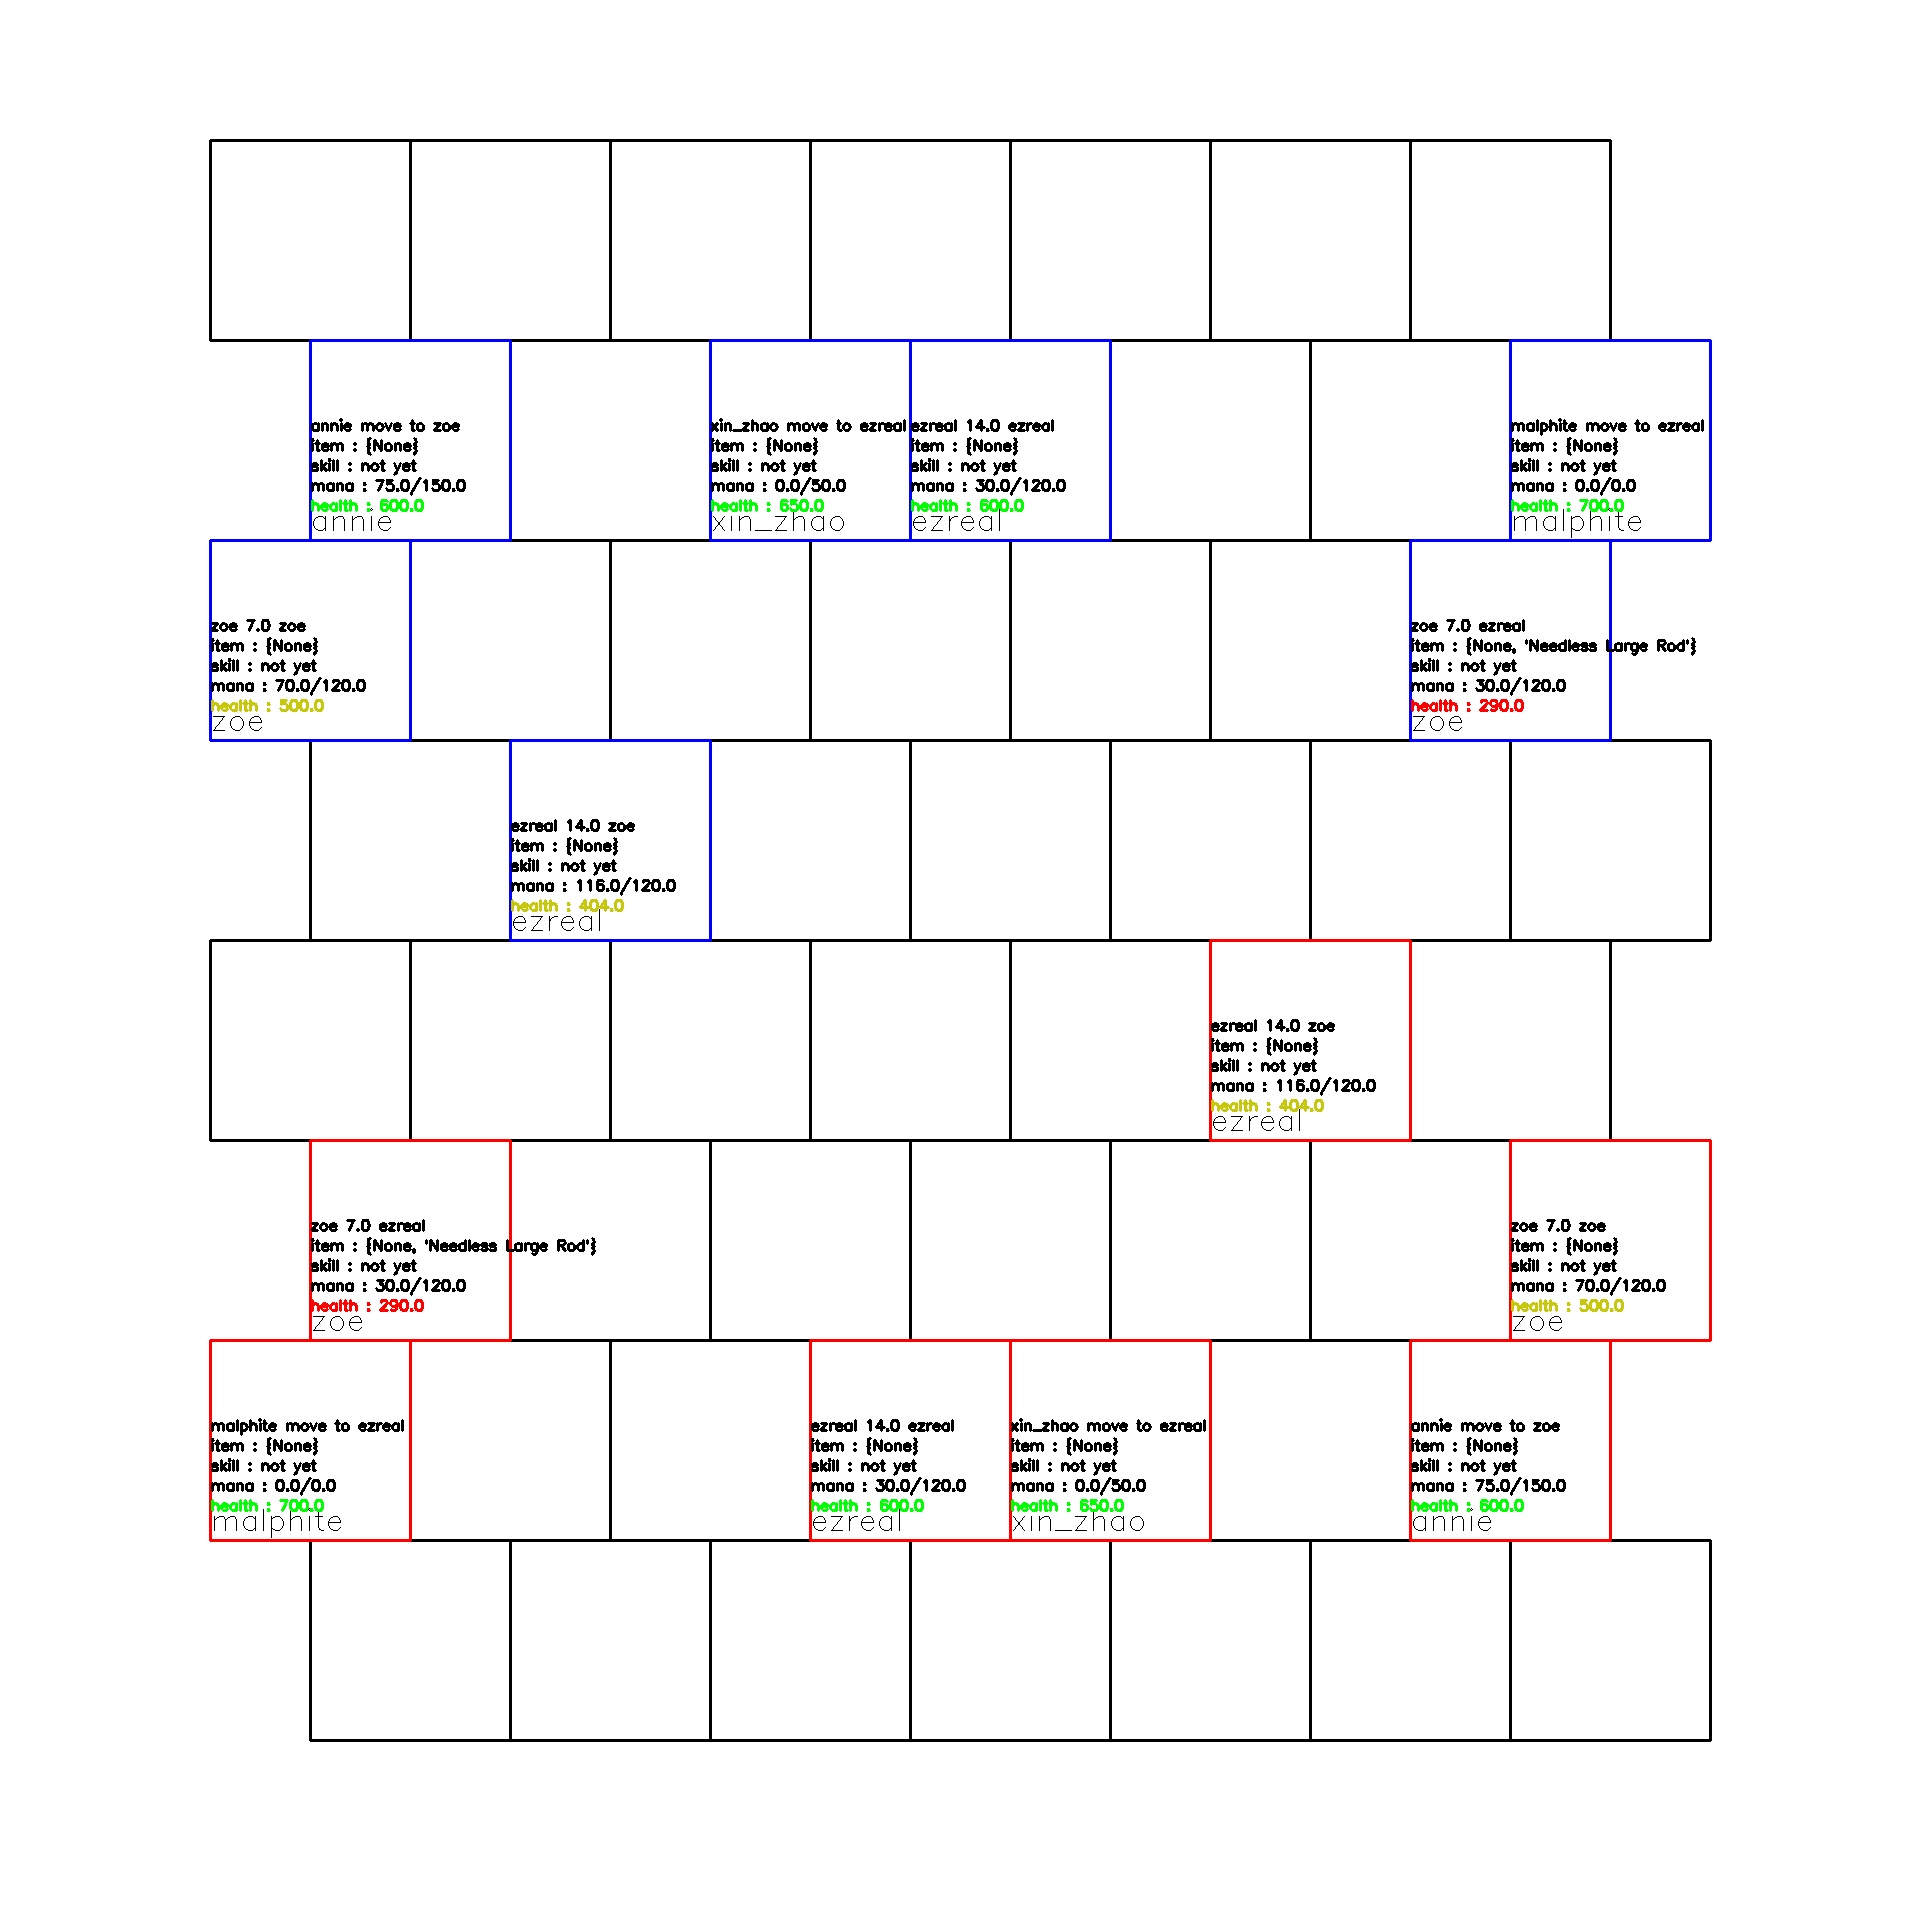 annie move to zoe
item : {None}
skill : not yet
mana : 75.0/150.0
health : 600.0
annie
xin_zhao move to ezreal
item : {None}
skill : not yet
mana : 0.0/50.0
health : 650.0
xin_zhao
ezreal 14.0 ezreal
item : {None}
skill : not yet
mana : 30.0/120.0
health : 600.0
ezreal
malphite move to ezreal
item : {None}
skill : not yet
mana : 0.0/0.0
health : 700.0
malphite
zoe 7.0 zoe
item : {None}
skill : not yet
mana : 70.0/120.0
health : 500.0
zoe
zoe 7.0 ezreal
item : {None, 'Needless Large Rod'}
skill : not yet
mana : 30.0/120.0
health : 290.0
zoe
ezreal 14.0 zoe
item : {None}
skill : not yet
mana : 116.0/120.0
health : 404.0
ezreal
ezreal 14.0 zoe
item : {None}
skill : not yet
mana : 116.0/120.0
health : 404.0
ezreal
zoe 7.0 ezreal
item : {None, 'Needless Large Rod'}
skill : not yet
mana : 30.0/120.0
health : 290.0
zoe
zoe 7.0 zoe
item : {None}
skill : not yet
mana : 70.0/120.0
health : 500.0
zoe
malphite move to ezreal
item : {None}
skill : not yet
mana : 0.0/0.0
health : 700.0
malphite
ezreal 14.0 ezreal
item : {None}
skill : not yet
mana : 30.0/120.0
health : 600.0
ezreal
xin_zhao move to ezreal
item : {None}
skill : not yet
mana : 0.0/50.0
health : 650.0
xin_zhao
annie move to zoe
item : {None}
skill : not yet
mana : 75.0/150.0
health : 600.0
annie